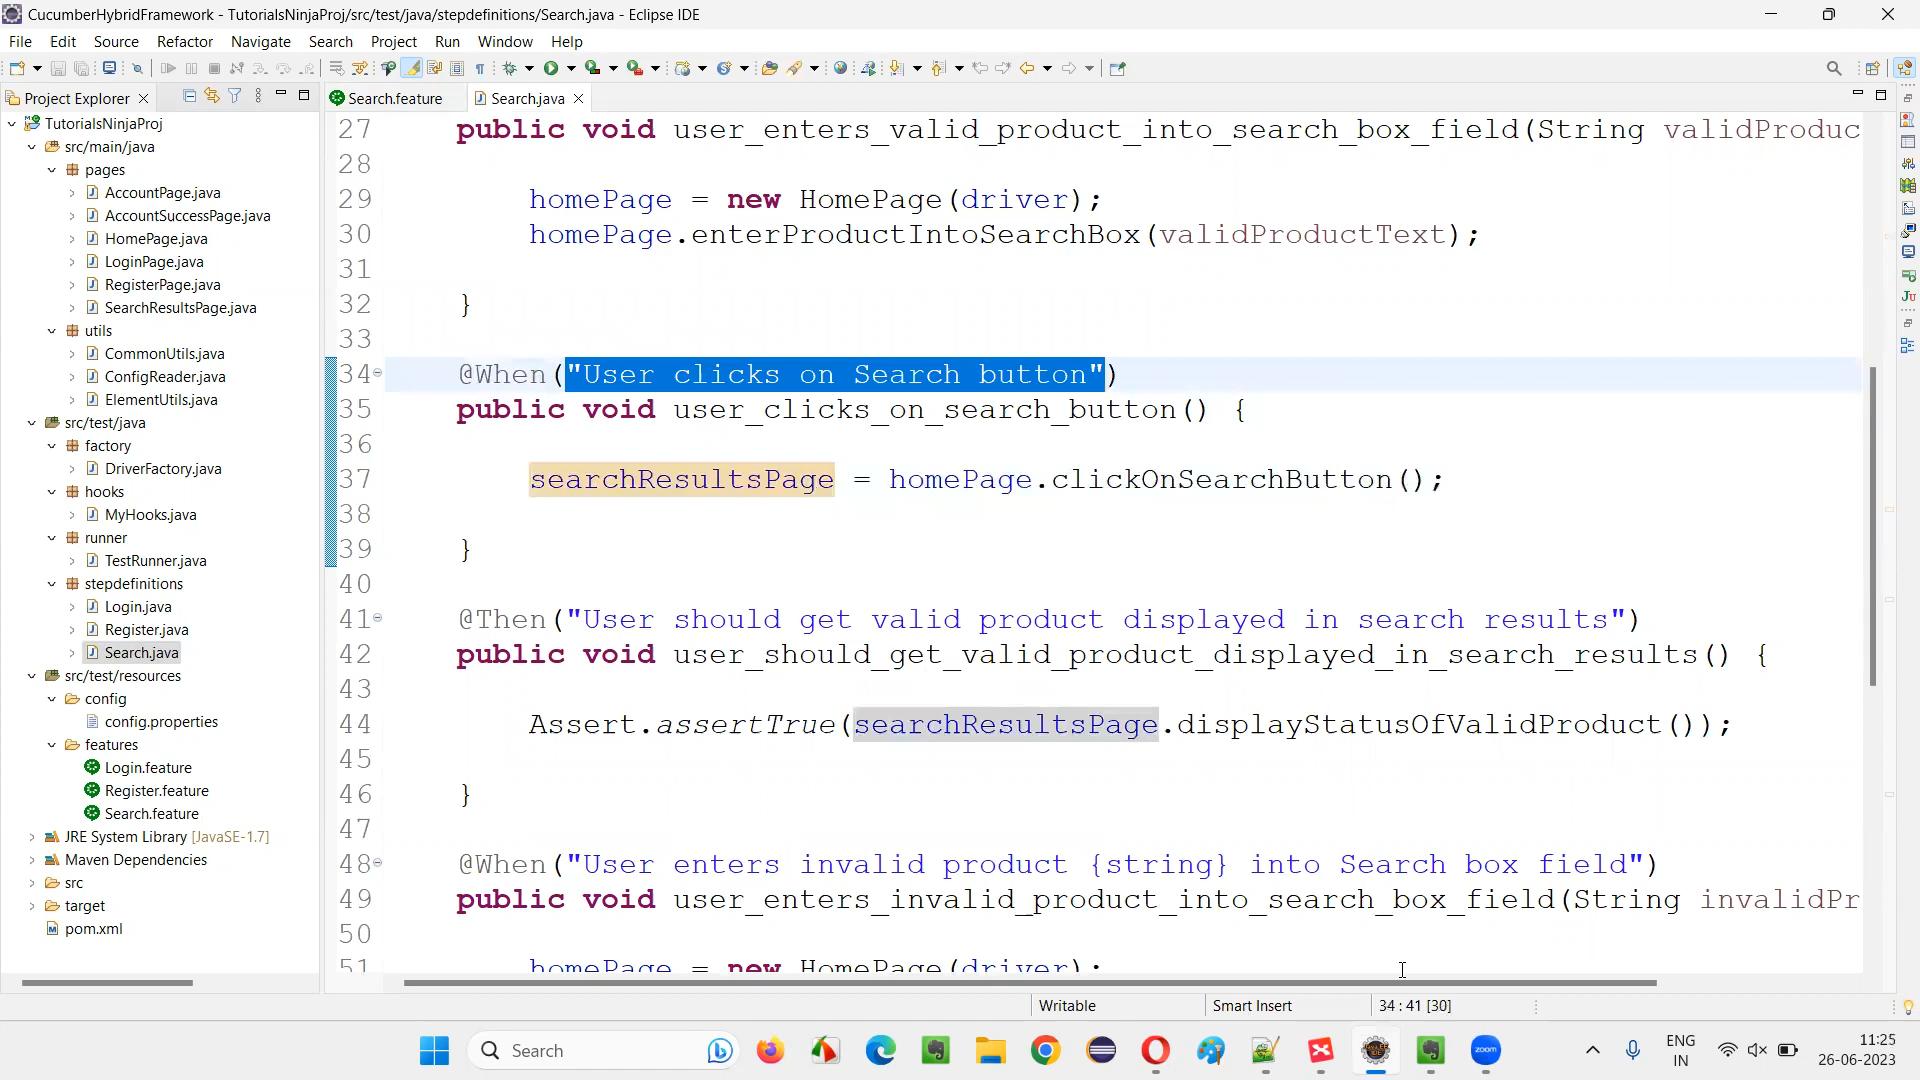 CucumberHybridFramework - TutorialsNinjaProj/src/test/java/stepdefinitions/Search.java - Eclipse IDE
File Edit Source Refactor Navigate Search Project Run Window Help
Project Explorer
Search.feature
Search.java
TutorialsNinjaProj
src/main/java
pages
AccountPage.java
AccountSuccessPage.java
HomePage.java
LoginPage.java
RegisterPage.java
SearchResultsPage.java
utils
CommonUtils.java
ConfigReader.java
ElementUtils.java
src/test/java
factory
DriverFactory.java
hooks
MyHooks.java
runner
TestRunner.java
stepdefinitions
Login.java
Register.java
Search.java
src/test/resources
config
config.properties
features
Login.feature
Register.feature
Search.feature
JRE System Library [JavaSE-1.7]
Maven Dependencies
src
target
pom.xml
27 public void user_enters_valid_product_into_search_box_field(String validProduc
28
29 homePage = new HomePage(driver);
30 homePage.enterProductIntoSearchBox(validProductText);
31
32 }
33
34 @When("User clicks on Search button")
35 public void user_clicks_on_search_button() {
36
37 searchResultsPage = homePage.clickOnSearchButton();
38
39 }
40
41 @Then("User should get valid product displayed in search results")
42 public void user_should_get_valid_product_displayed_in_search_results() {
43
44 Assert.assertTrue(searchResultsPage.displayStatusOfValidProduct());
45
46 }
47
48 @When("User enters invalid product {string} into Search box field")
49 public void user_enters_invalid_product_into_search_box_field(String invalidPr
50
51 homePage = new HomePage(driver);
Writable
Smart Insert
34 : 41 [30]
Search
zoom
ENG
IN
11:25
26-06-2023